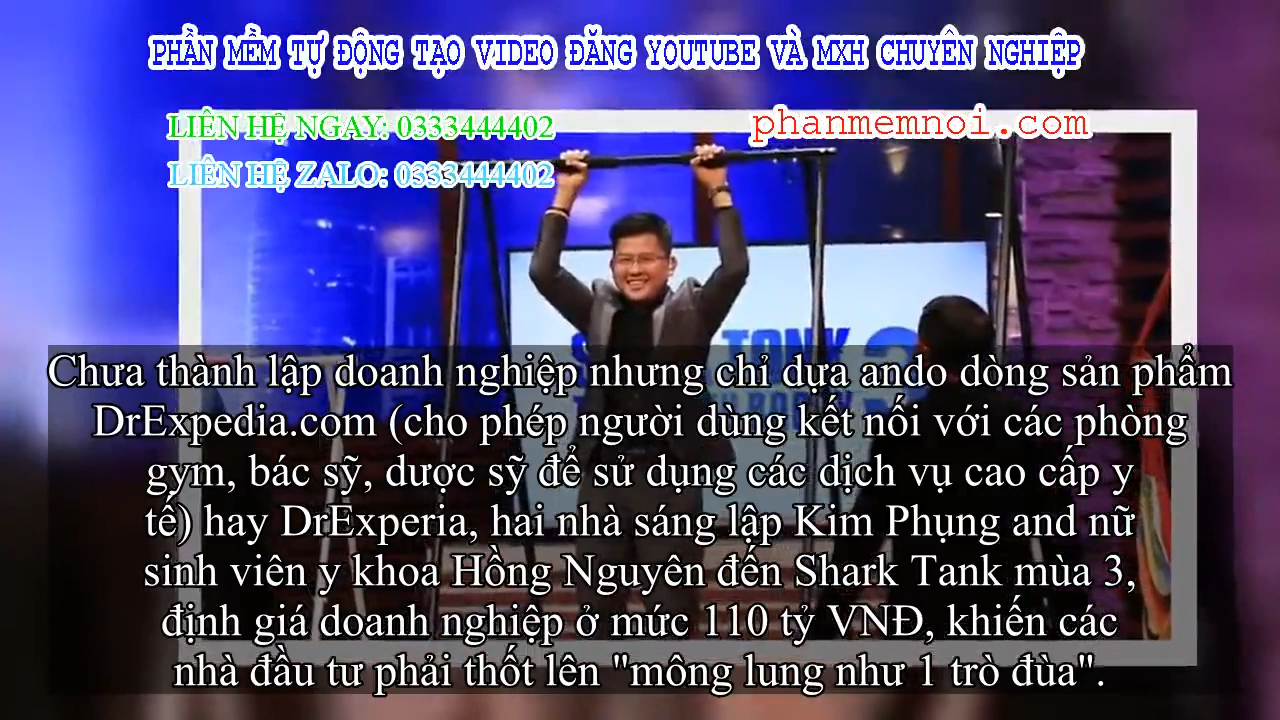 PHẦN MỀM TỰ ĐỘNG TẠO VIDEO ĐĂNG YOUTUBE VÀ MXH CHUYÊN NGHIỆP
LIÊN HỆ NGAY: 0333444402
phanmemnoi.com
LIÊN HỆ ZALO: 0333444402
TANK
Chưa thành lập doanh nghiệp nhưng chỉ dựa ando dòng sản phẩm
DrExpedia.com (cho phép người dùng kết nối với các phòng
gym, bác sỹ, dược sỹ để sử dụng các dịch vụ cao cấp y
tế) hay DrExperia, hai nhà sáng lập Kim Phụng and nữ
sinh viên y khoa Hồng Nguyên đến Shark Tank mùa 3,
định giá doanh nghiệp ở mức 110 tỷ VNĐ, khiến các
nhà đầu tư phải thốt lên "mông lung như 1 trò đùa".